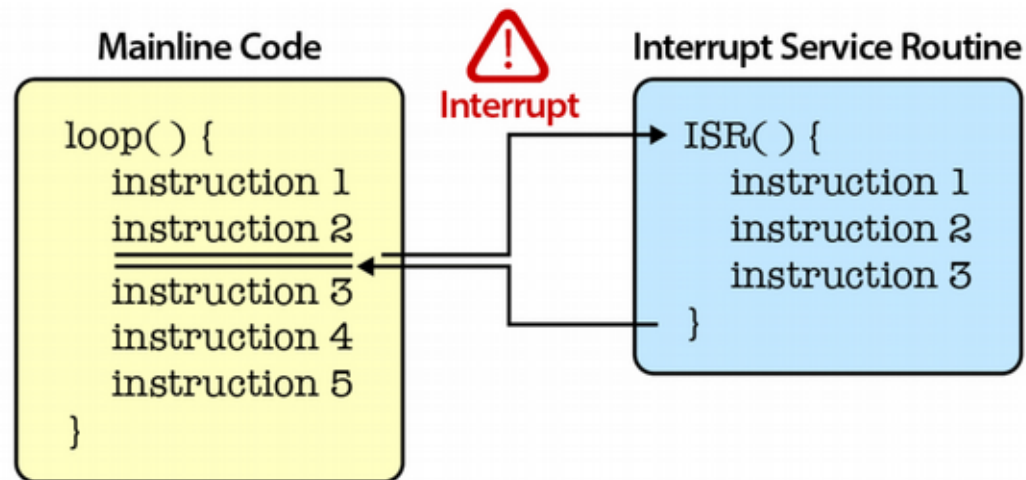 Mainline Code
loop( ) {
instruction 1
instruction 2
instruction 3
instruction 4
instruction 5
}
!
Interrupt
Interrupt Service Routine
ISR( ) {
instruction 1
instruction 2
instruction 3
}